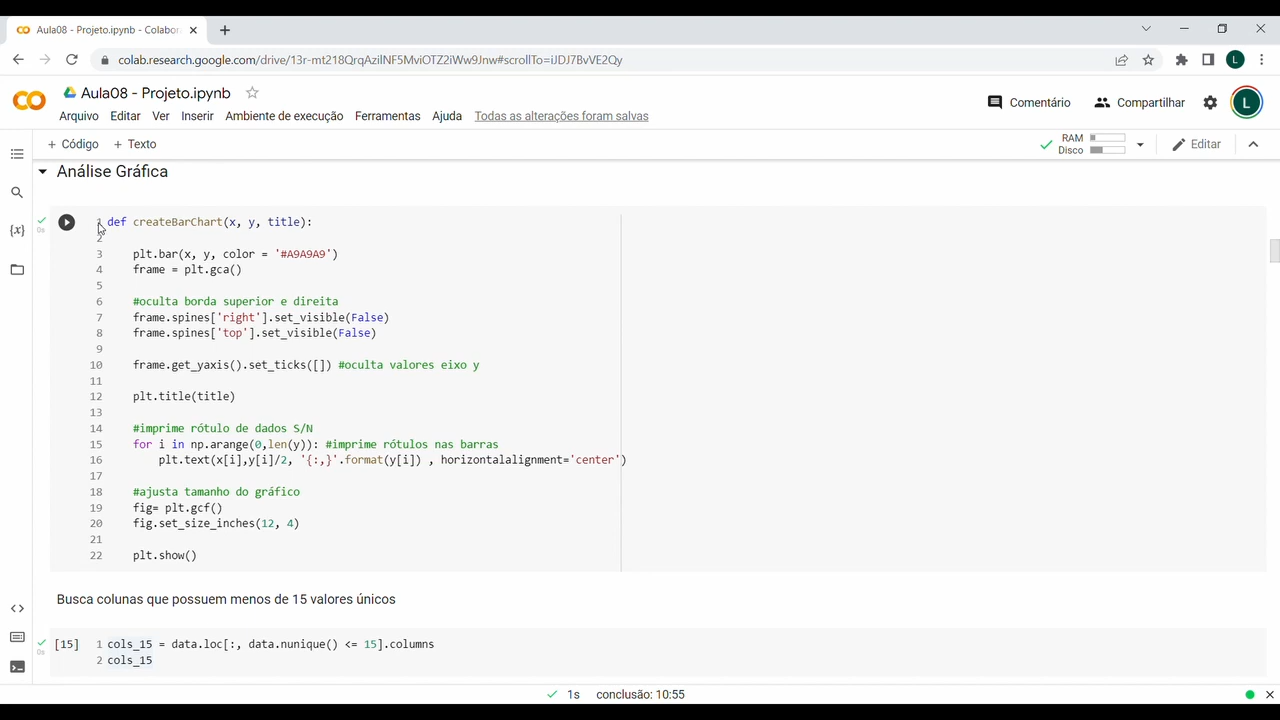 Aula08 - Projeto.ipynb - Colabor
colab.research.google.com/drive/13r-mt218QrqAzilNF5MviOTZ2iWw9Jnw#scrollTo=iJDJ7BvVE2Qy
L
Aula08 - Projeto.ipynb
Comentário
Compartilhar
L
Arquivo Editar Ver Inserir Ambiente de execução Ferramentas Ajuda Todas as alterações foram salvas
+ Código + Texto
RAM
Disco
Editar
Análise Gráfica
1 def createBarChart(x, y, title):
2
3 plt.bar(x, y, color = '#A9A9A9')
4 frame = plt.gca()
5
6 #oculta borda superior e direita
7 frame.spines['right'].set_visible(False)
8 frame.spines['top'].set_visible(False)
9
10 frame.get_yaxis().set_ticks([]) #oculta valores eixo y
11
12 plt.title(title)
13
14 #imprime rótulo de dados S/N
15 for i in np.arange(0,len(y)): #imprime rótulos nas barras
16 plt.text(x[i],y[i]/2, '{:,}'.format(y[i]) , horizontalalignment='center')
17
18 #ajusta tamanho do gráfico
19 fig= plt.gcf()
20 fig.set_size_inches(12, 4)
21
22 plt.show()
0s
{x}
Busca colunas que possuem menos de 15 valores únicos
[15] 1 cols_15 = data.loc[:, data.nunique() <= 15].columns
2 cols_15
0s
1s conclusão: 10:55